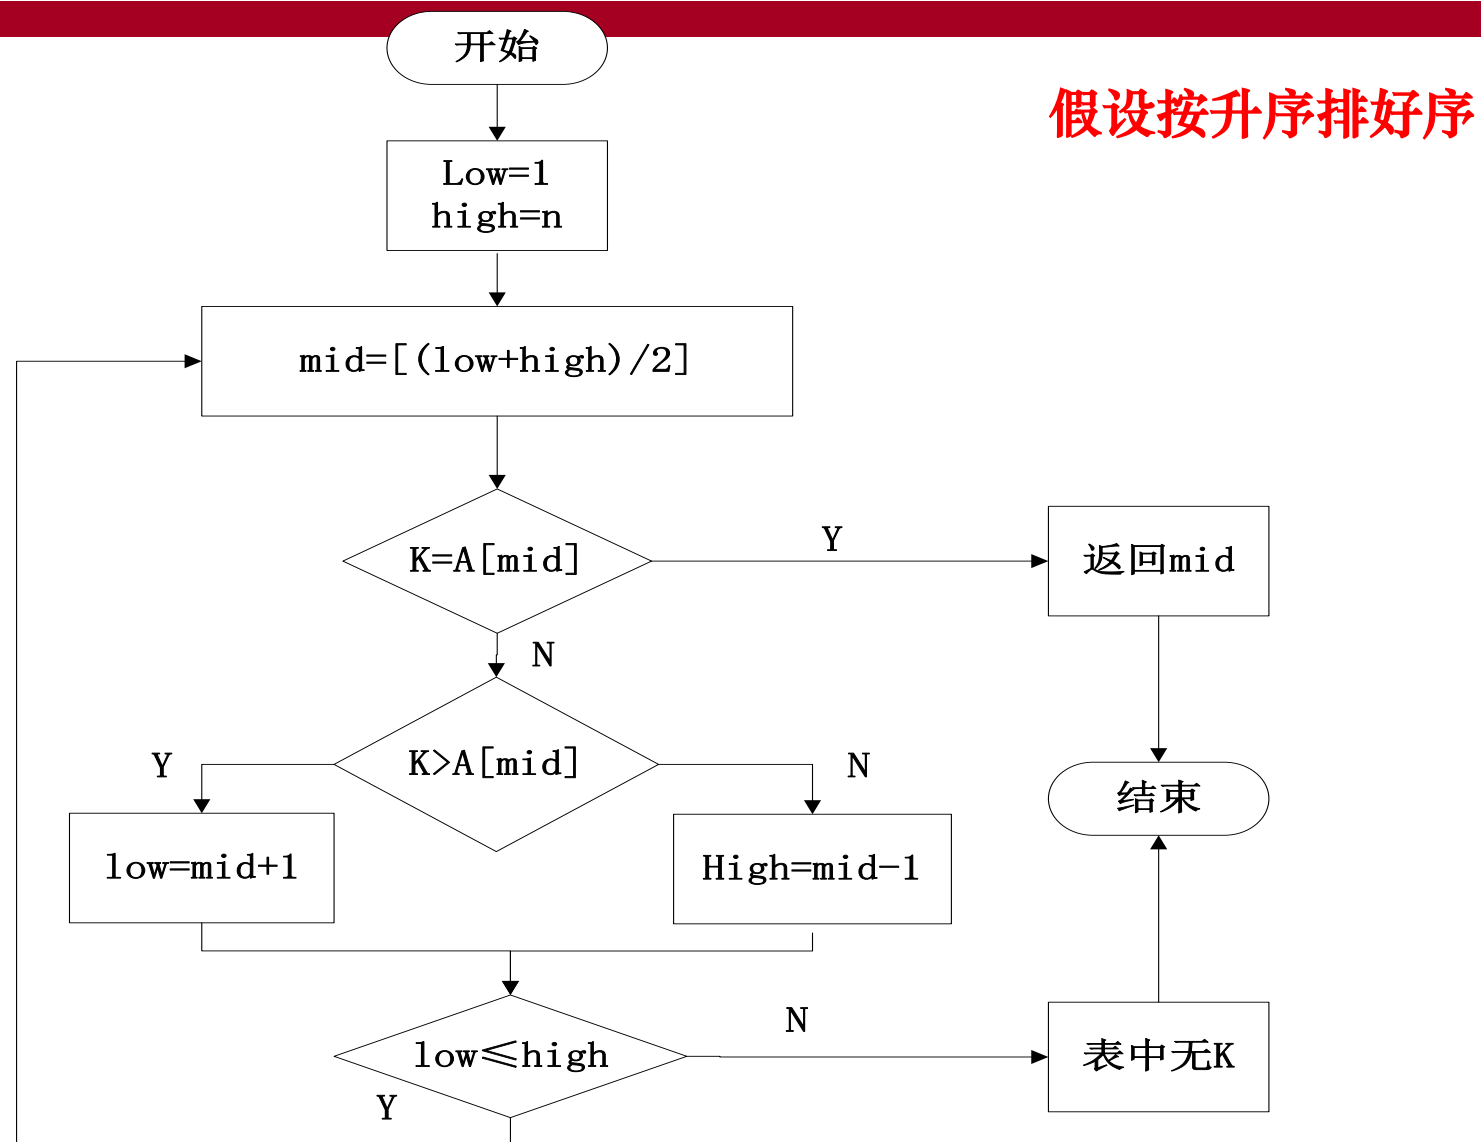 开始
假设按升序排好序
Low=1
high=n
mid=[(low+high)/2]
K=A[mid]
Y
返回mid
N
K>A[mid]
Y
N
结束
low=mid+1
High=mid-1
low≤high
N
表中无K
Y